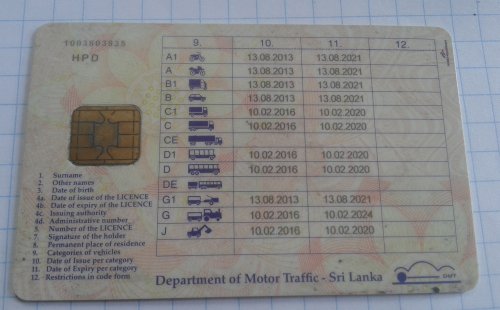 1003503535
HPD
9. 10. 11. 12.
A1 13.08.2013 13.08.2021
A 13.08.2013 13.08.2021
B1 13.08.2013 13.08.2021
B 13.08.2013 13.08.2021
C1 10.02.2016 10.02.2020
C 10.02.2016 10.02.2020
CE
D1 10.02.2016 10.02.2020
D 10.02.2016 10.02.2020
DE
G1 13.08.2013 13.08.2021
G 10.02.2016 10.02.2024
J 10.02.2016 10.02.2020
1. Surname
2. Other names
3. Date of birth
4a. Date of issue of the LICENCE
4b. Date of expiry of the LICENCE
4c. Issuing authority
4d. Administrative number
5. Number of the LICENCE
7. Signature of the holder
8. Permanent place of residence
9. Categories of vehicles
10. Date of Issue per category
11. Date of Expiry per category
12. Restrictions in code form
Department of Motor Traffic - Sri Lanka
DMT